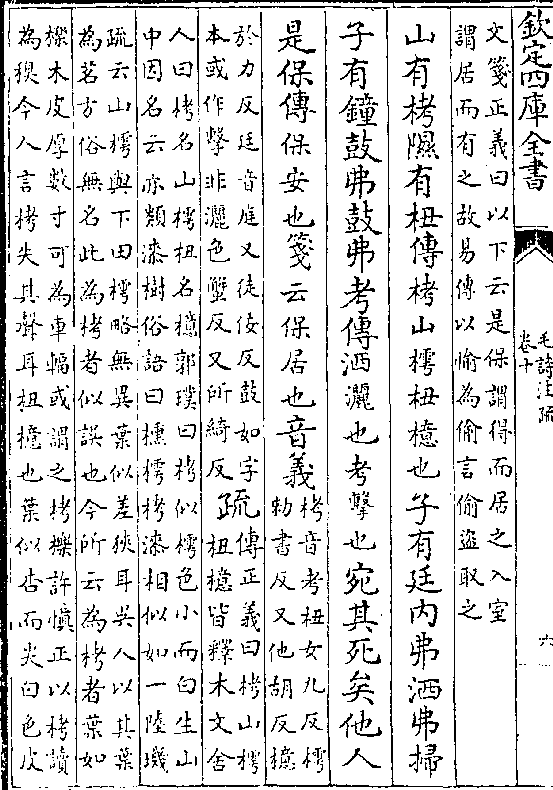 欽定四庫全書
毛詩注疏
卷十
六
文箋正義曰以下云是保謂得而居之入室
謂居而有之故易傳以愉為偷言偷盜取之
山有栲隰有杻傳栲山樗杻檍也子有廷内弗洒弗掃
子有鐘鼓弗鼓弗考傳洒灑也考擊也宛其死矣他人
是保傳保安也箋云保居也音義
栲音考杻女九反樗
勑書反又他胡反檍
於力反廷音庭又徒佞反鼓如字
本或作擊非灑色蟹反又所綺反
疏
傳正義曰栲山樗
杻檍皆釋木文舍
人曰栲名山樗杻名檍郭璞曰栲似樗色小而白生山
中因名云亦類漆樹俗語曰櫄樗栲漆相似如一陸璣
疏云山樗與下田樗略無異葉似差狹耳吳人以其葉
為茗方俗無名此為栲者似誤也今所云為栲者葉如
櫟木皮厚數寸可為車輻或謂之栲櫟許慎正以栲讀
為糗今人言栲失其聲耳杻檍也葉似杏而尖白色皮